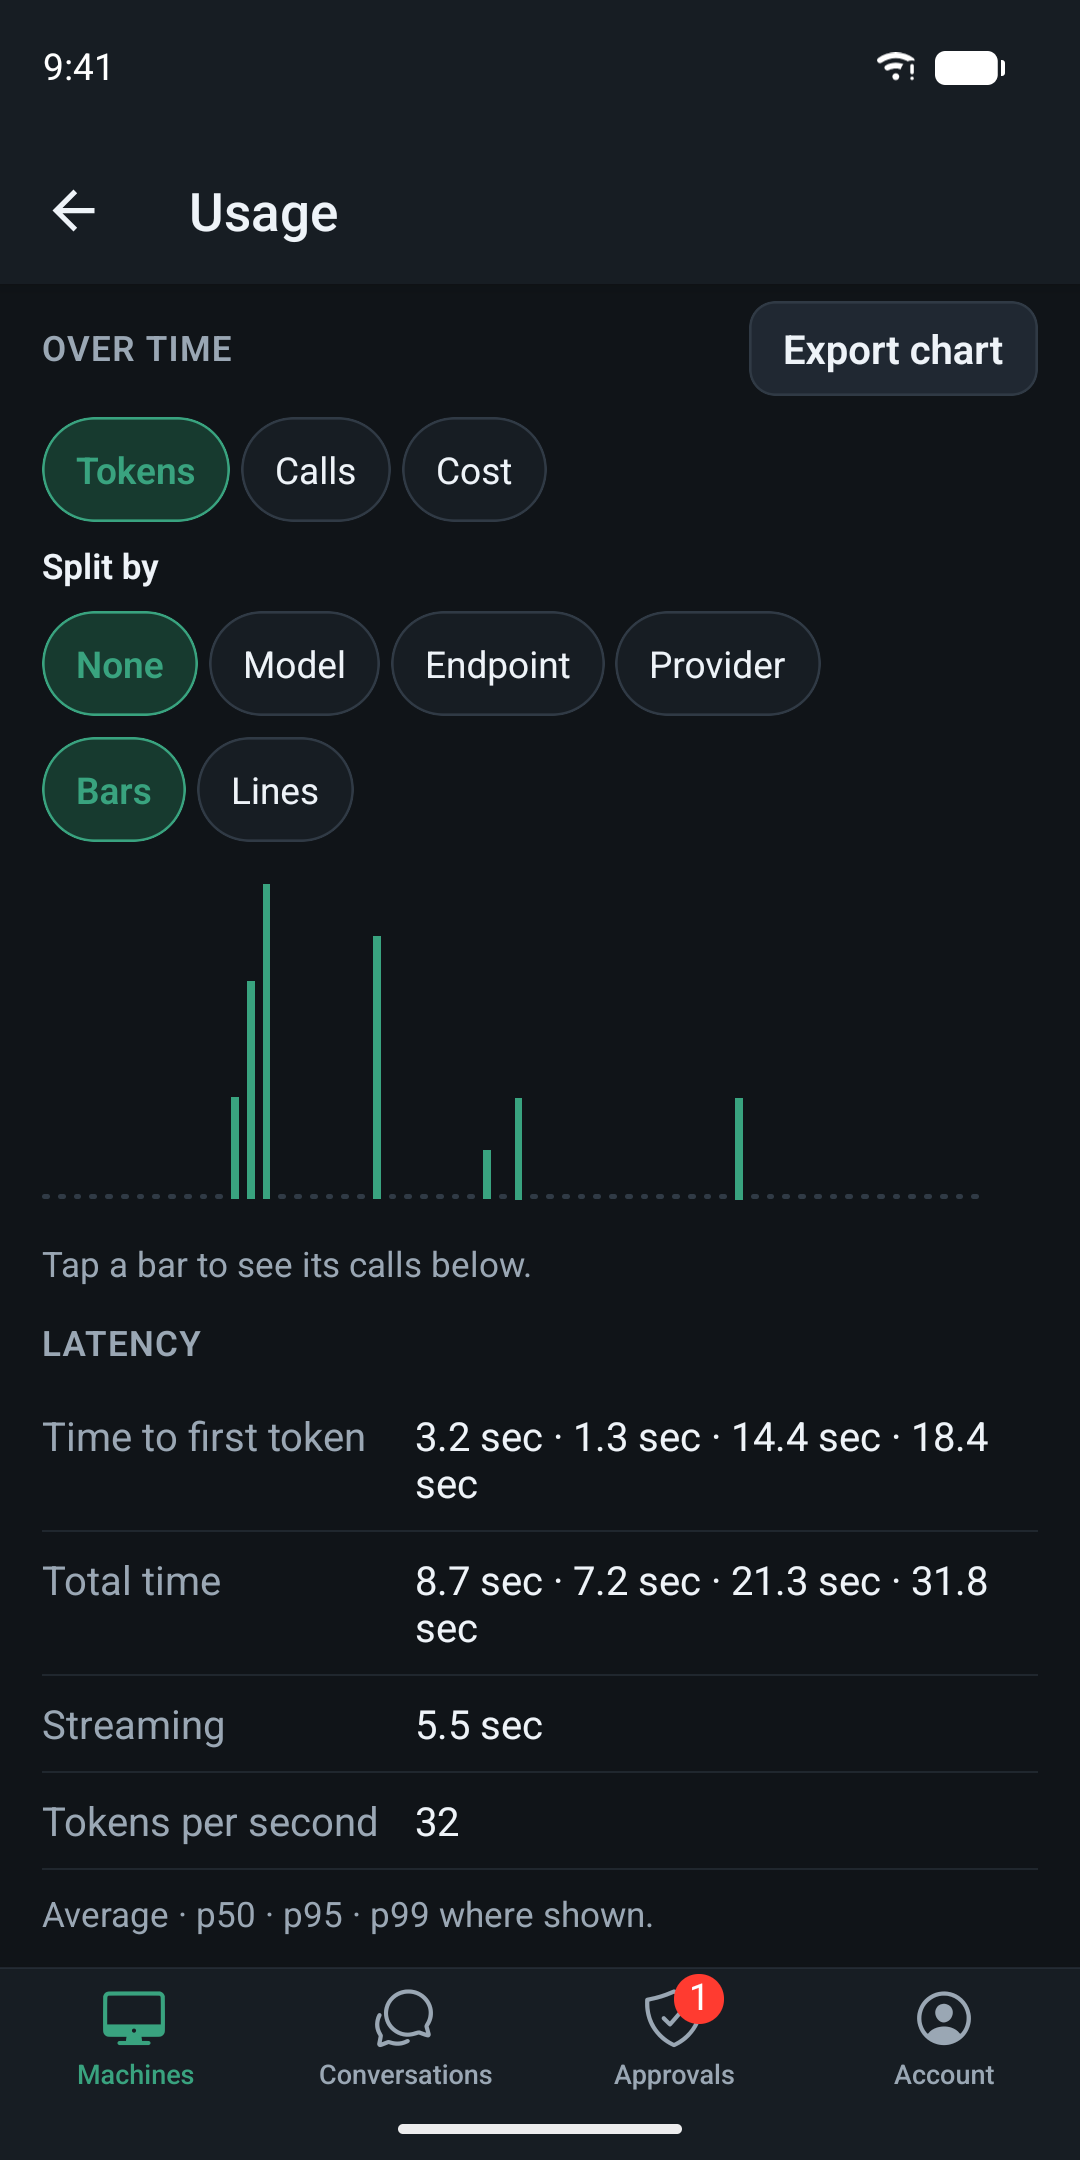 9:41
Usage
OVER TIME
Export chart
Tokens
Calls
Cost
Split by
None
Model
Endpoint
Provider
Bars
Lines
Tap a bar to see its calls below.
LATENCY
Time to first token
3.2 sec · 1.3 sec · 14.4 sec · 18.4
sec
Total time
8.7 sec · 7.2 sec · 21.3 sec · 31.8
sec
Streaming
5.5 sec
Tokens per second
32
Average · p50 · p95 · p99 where shown.
1
Machines
Conversations
Approvals
Account